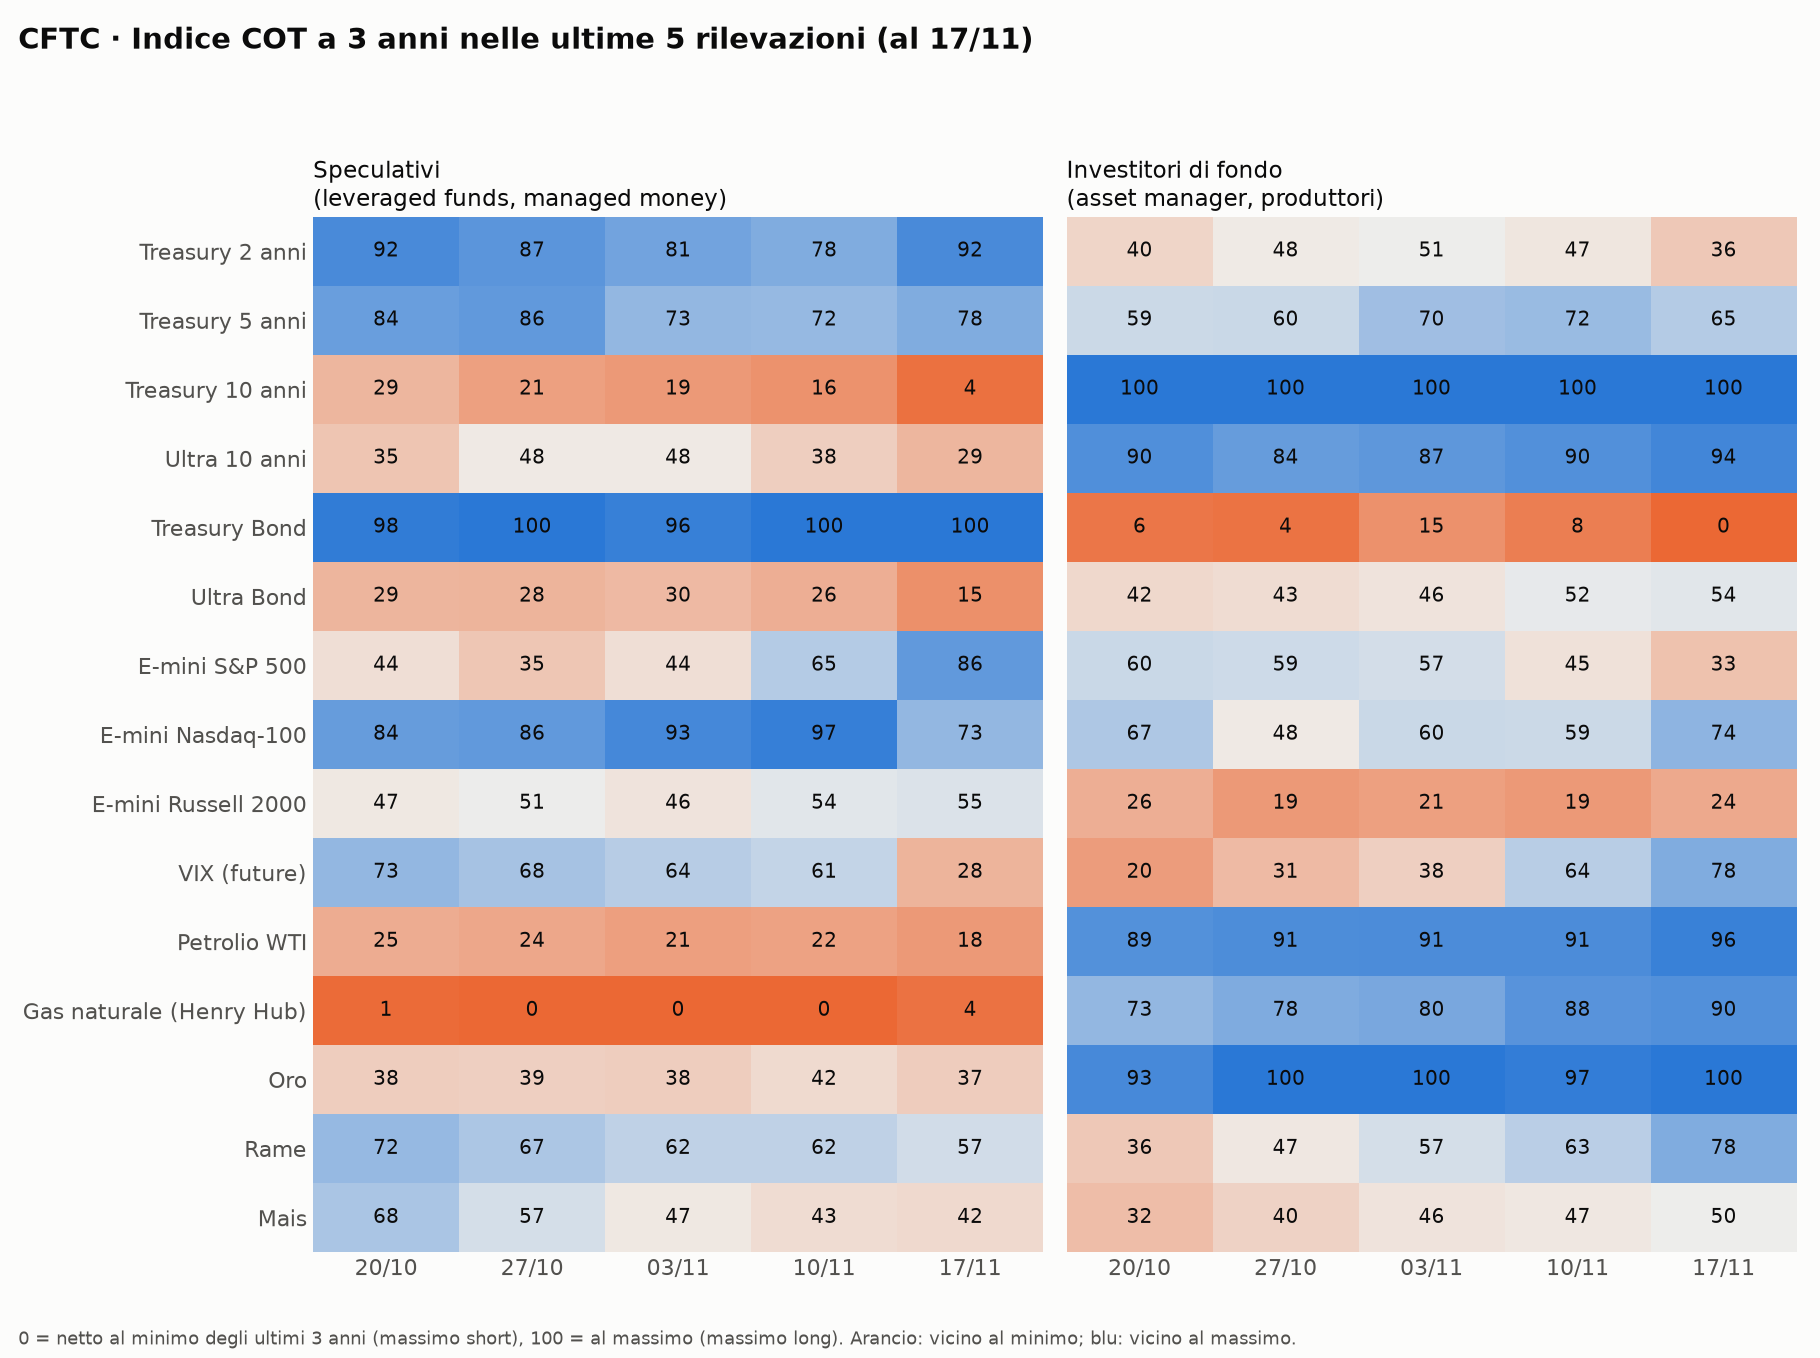 CFTC · Indice COT a 3 anni nelle ultime 5 rilevazioni (al 17/11)
Speculativi
(leveraged funds, managed money)
Investitori di fondo
(asset manager, produttori)
Treasury 2 anni 92 87 81 78 92 40 48 51 47 36
Treasury 5 anni 84 86 73 72 78 59 60 70 72 65
Treasury 10 anni 29 21 19 16 4 100 100 100 100 100
Ultra 10 anni 35 48 48 38 29 90 84 87 90 94
Treasury Bond 98 100 96 100 100 6 4 15 8 0
Ultra Bond 29 28 30 26 15 42 43 46 52 54
E-mini S&P 500 44 35 44 65 86 60 59 57 45 33
E-mini Nasdaq-100 84 86 93 97 73 67 48 60 59 74
E-mini Russell 2000 47 51 46 54 55 26 19 21 19 24
VIX (future) 73 68 64 61 28 20 31 38 64 78
Petrolio WTI 25 24 21 22 18 89 91 91 91 96
Gas naturale (Henry Hub) 1 0 0 0 4 73 78 80 88 90
Oro 38 39 38 42 37 93 100 100 97 100
Rame 72 67 62 62 57 36 47 57 63 78
Mais 68 57 47 43 42 32 40 46 47 50
20/10 27/10 03/11 10/11 17/11 20/10 27/10 03/11 10/11 17/11
0 = netto al minimo degli ultimi 3 anni (massimo short), 100 = al massimo (massimo long). Arancio: vicino al minimo; blu: vicino al massimo.